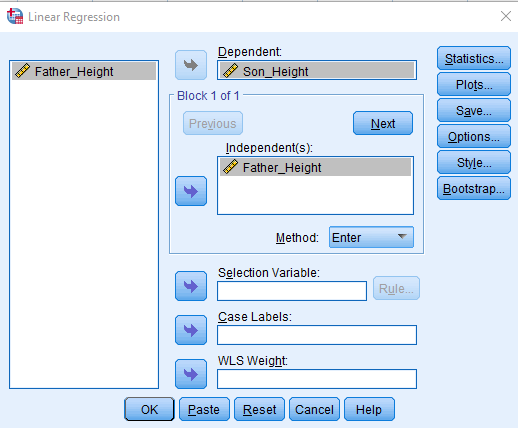 Linear Regression
Father_Height
Dependent:
Son_Height
Block 1 of 1
Previous
Next
Independent(s):
Father_Height
Method:
Enter
Selection Variable:
Rule...
Case Labels:
WLS Weight:
Statistics...
Plots...
Save...
Options...
Style...
Bootstrap...
OK
Paste
Reset
Cancel
Help